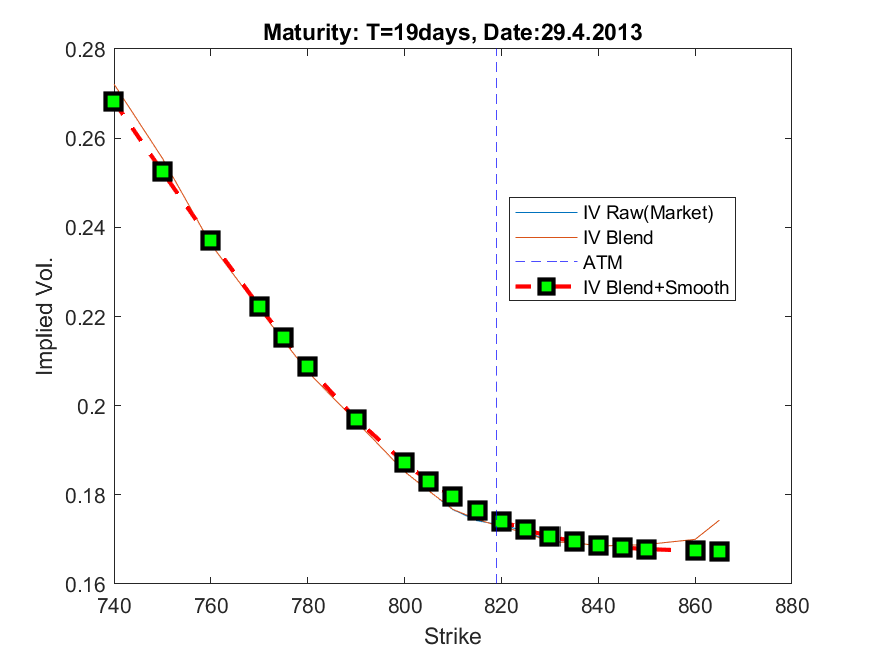 Maturity: T=19days, Date:29.4.2013
0.28
0.26
0.24
0.22
0.2
0.18
0.16
Implied Vol.
IV Raw(Market)
IV Blend
ATM
IV Blend+Smooth
740 760 780 800 820 840 860 880
Strike